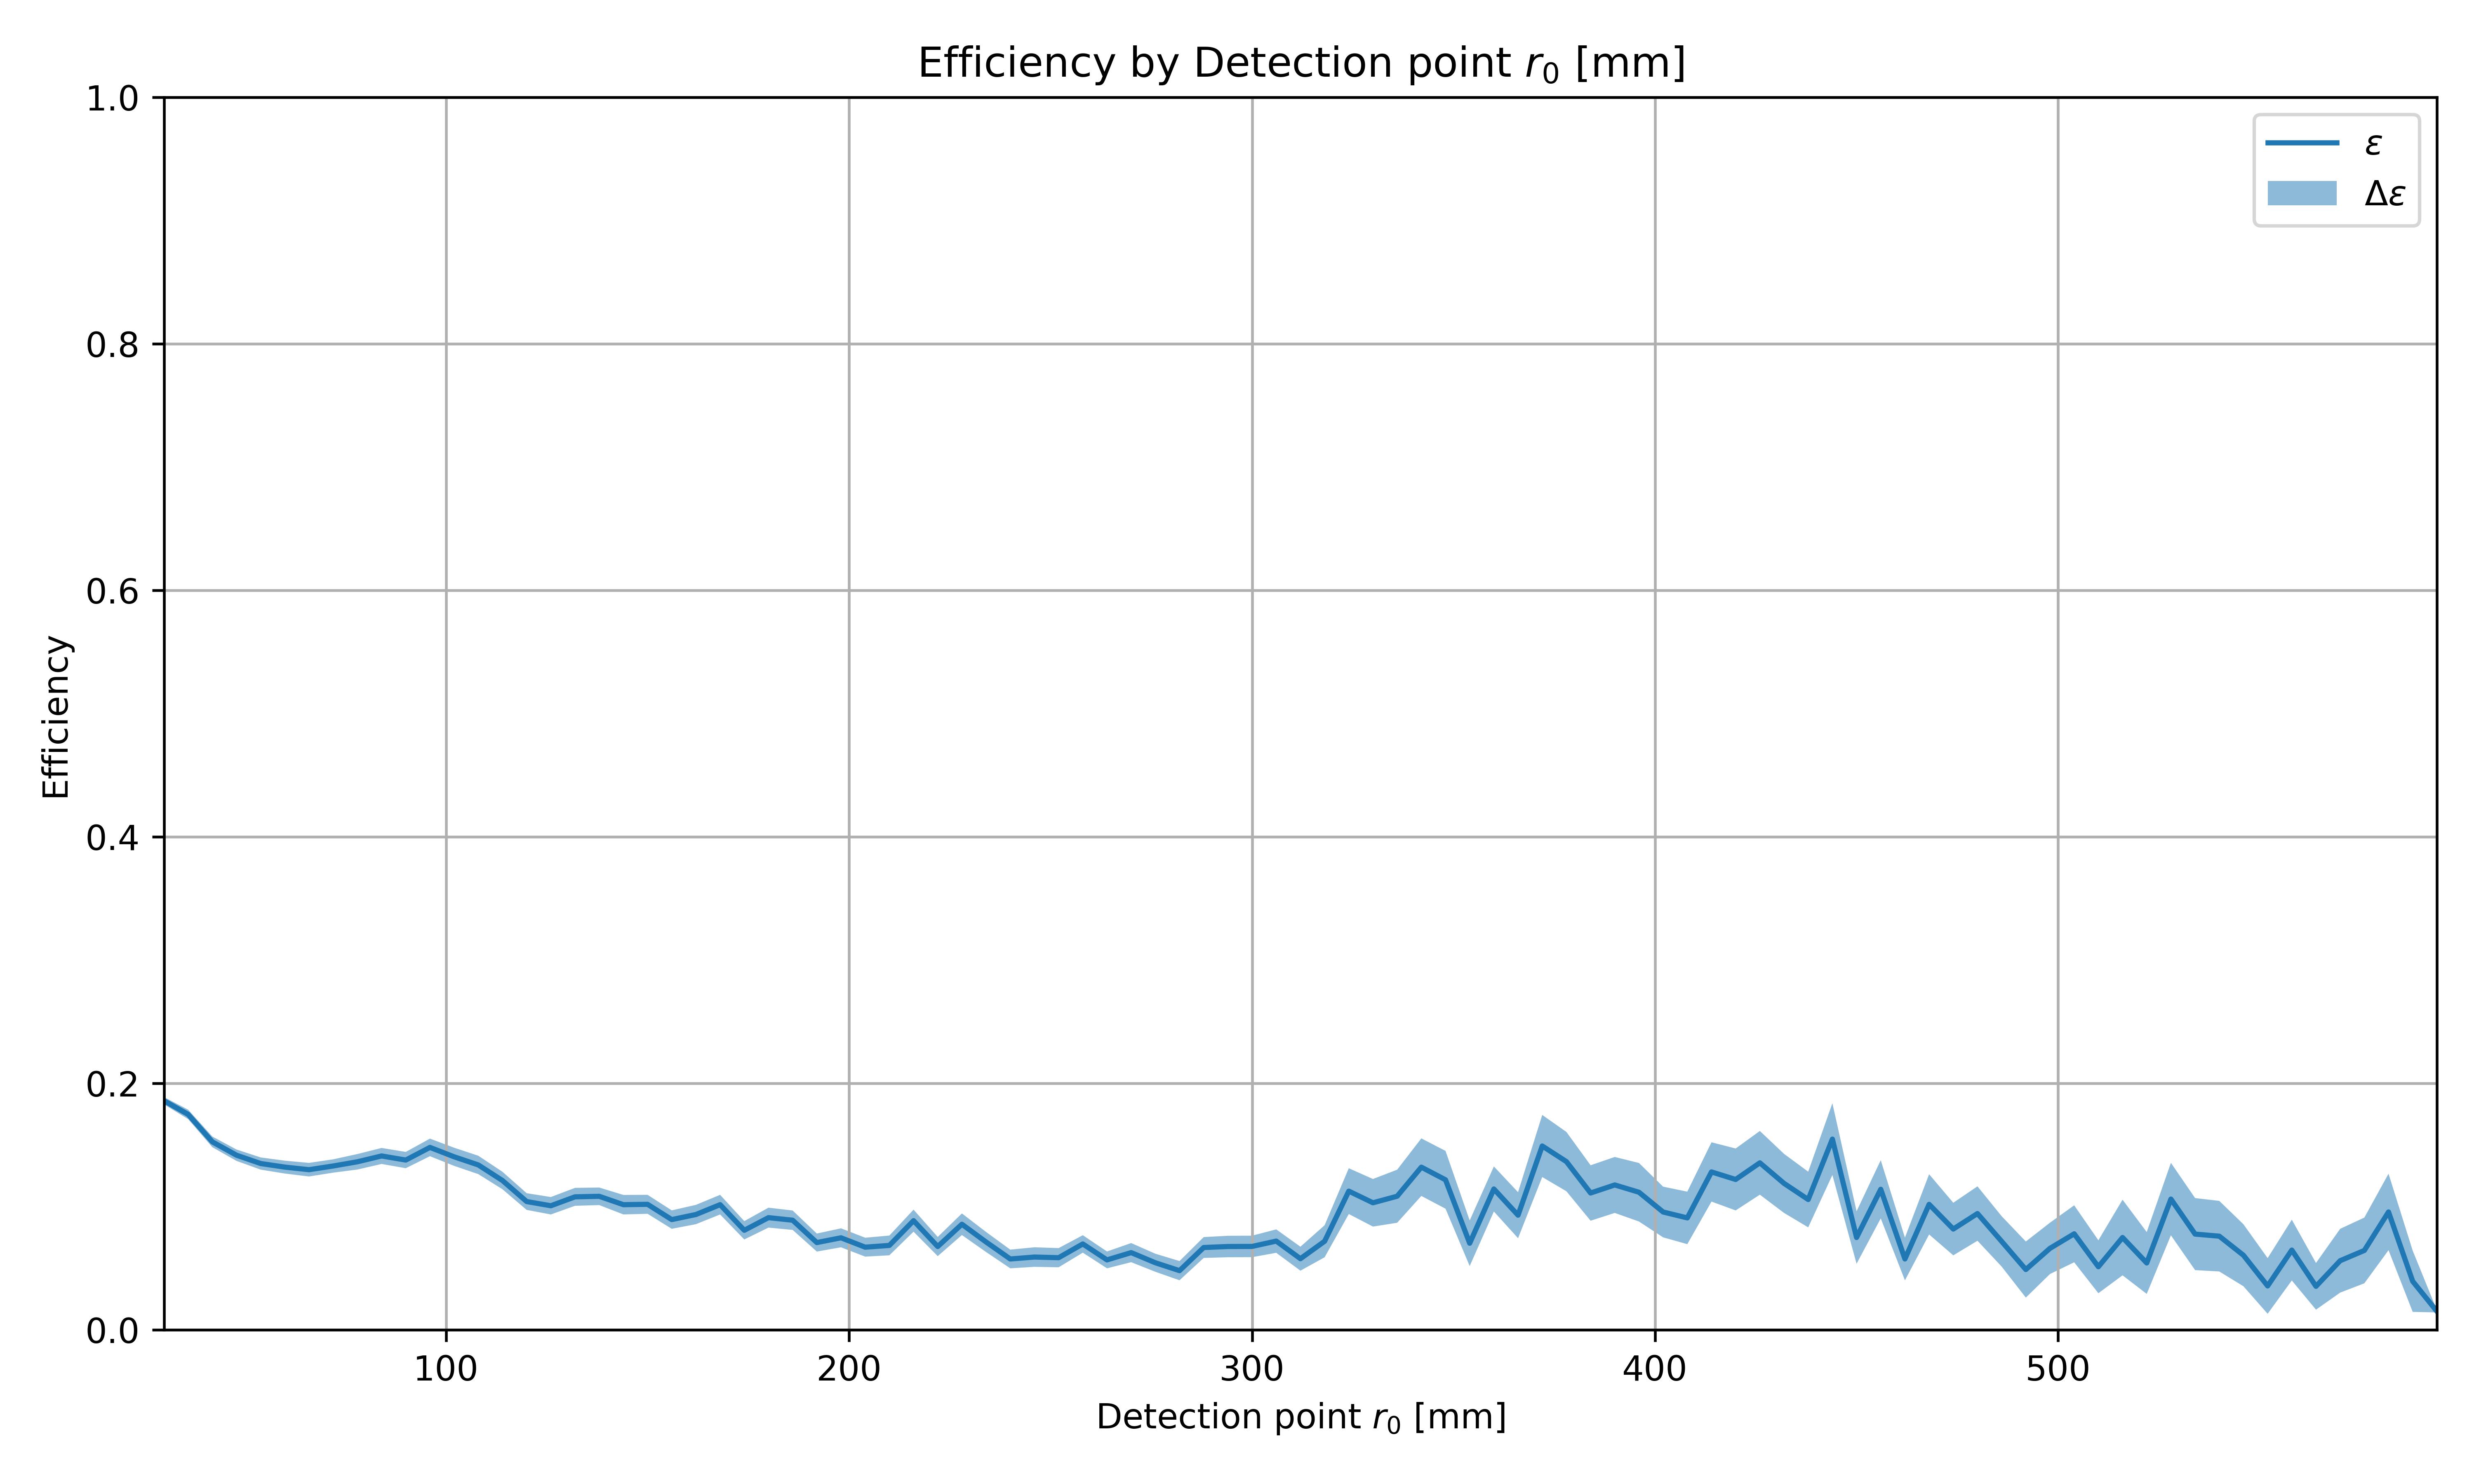 Efficiency by Detection point r₀ [mm]
ε
Δε
1.0
0.8
0.6
0.4
0.2
0.0
Efficiency
100 200 300 400 500
Detection point r₀ [mm]